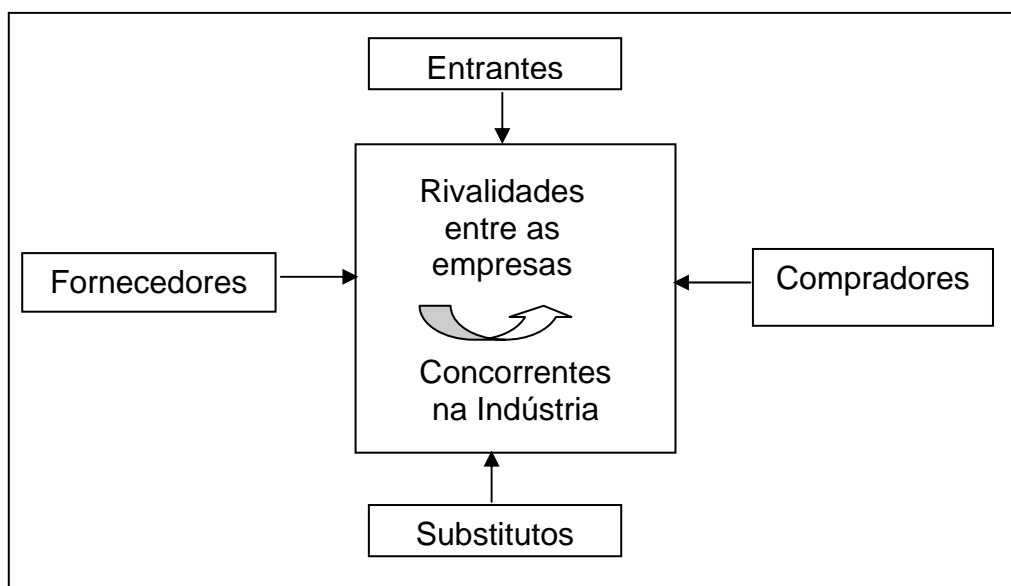 Entrantes
Rivalidades
entre as
empresas
Fornecedores
Compradores
Concorrentes
na Indústria
Substitutos